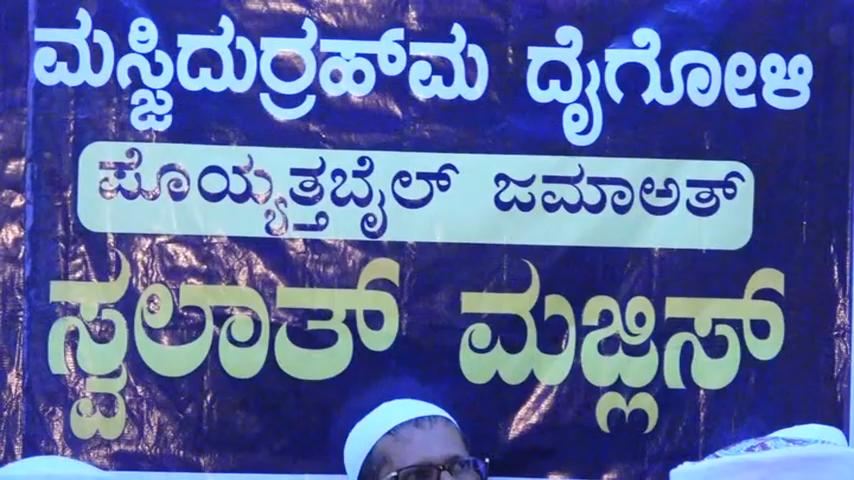 ಮಸ್ಜಿದುರ್ರಹ್ಮ ದೈಗೋಳಿ
ಪೊಯ್ಯತ್ತಬೈಲ್ ಜಮಾಅತ್
ಸ್ವಲಾತ್ ಮಜ್ಲಿಸ್